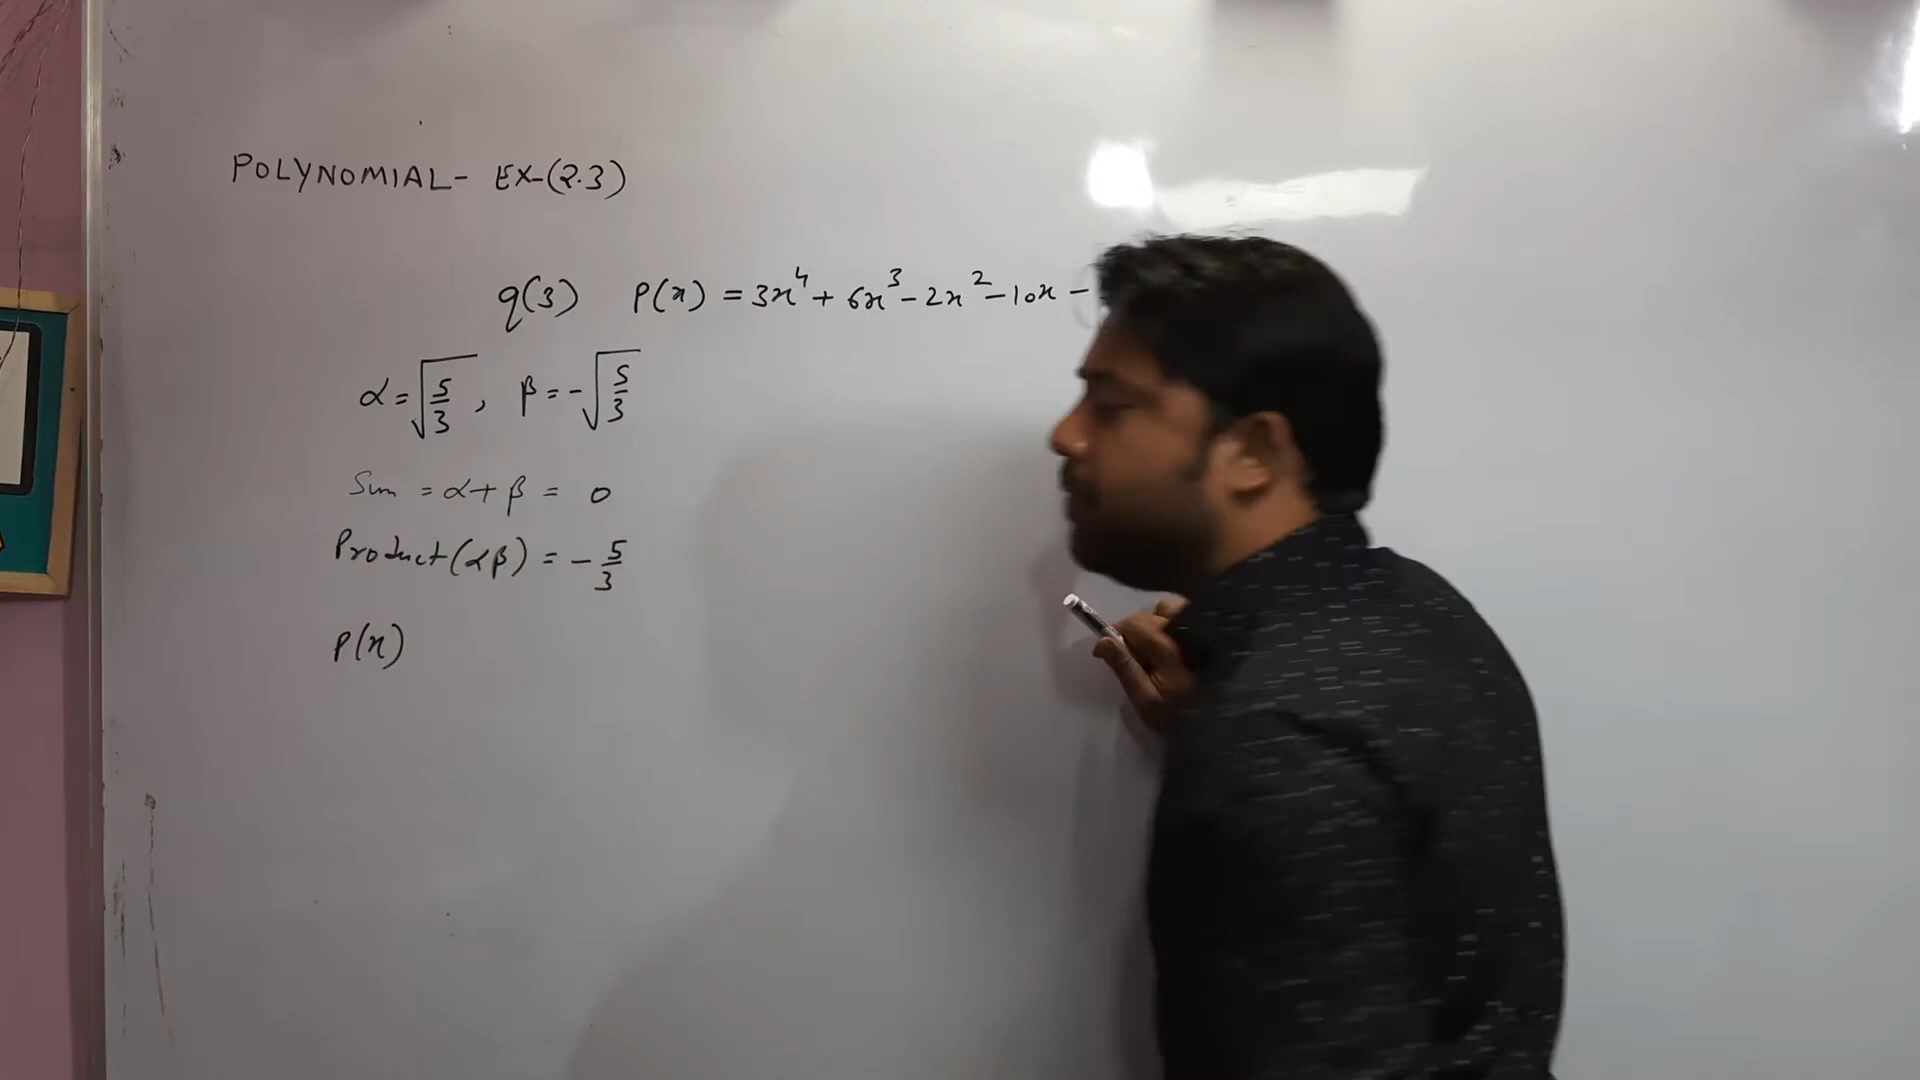 POLYNOMIAL- EX-(2.3)
q(3) P(x) = 3x⁴ + 6x³ - 2x² - 10x -
α = √5/3 , β = -√5/3
Sum = α + β = 0
Product(αβ) = - 5/3
P(x)